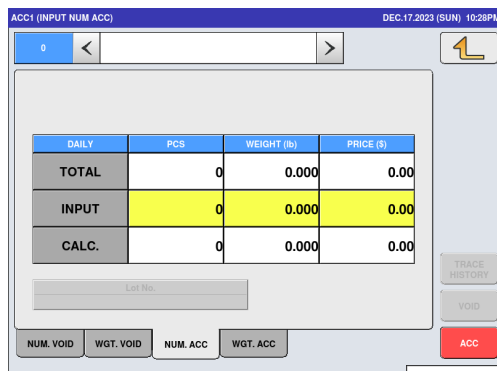 ACC1 (INPUT NUM ACC) DEC.17.2023 (SUN) 10:28PM
0
DAILY PCS WEIGHT (lb) PRICE ($)
TOTAL 0 0.000 0.00
INPUT 0 0.000 0.00
CALC. 0 0.000 0.00
TRACE
HISTORY
Lot No.
VOID
NUM. VOID WGT. VOID NUM. ACC WGT. ACC ACC